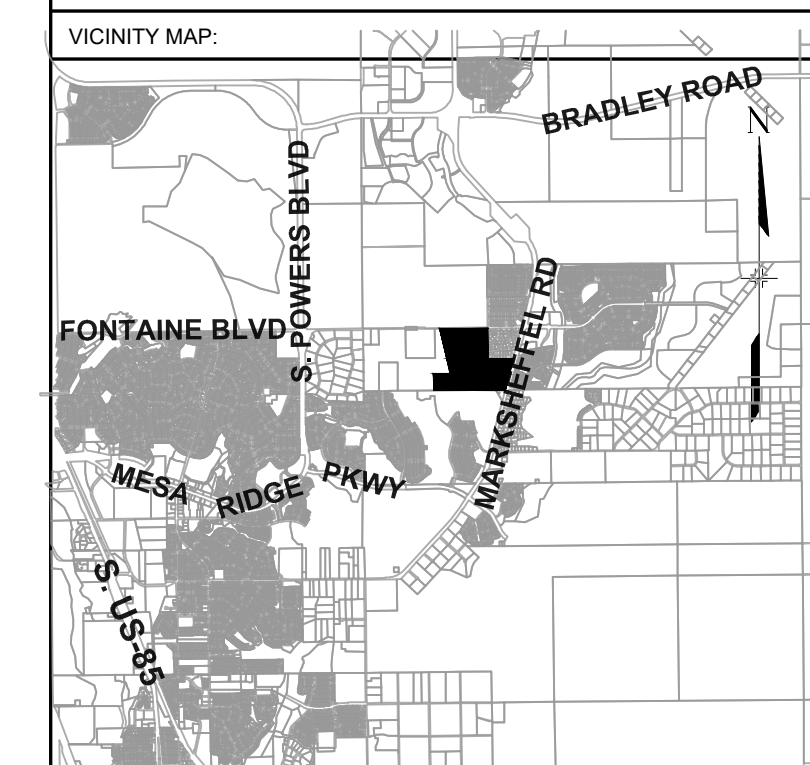 VICINITY MAP:
BRADLEY ROAD
N
S. POWERS BLVD
FONTAINE BLVD
MARKSHEFFEL RD
MESA RIDGE PKWY
S. US-85